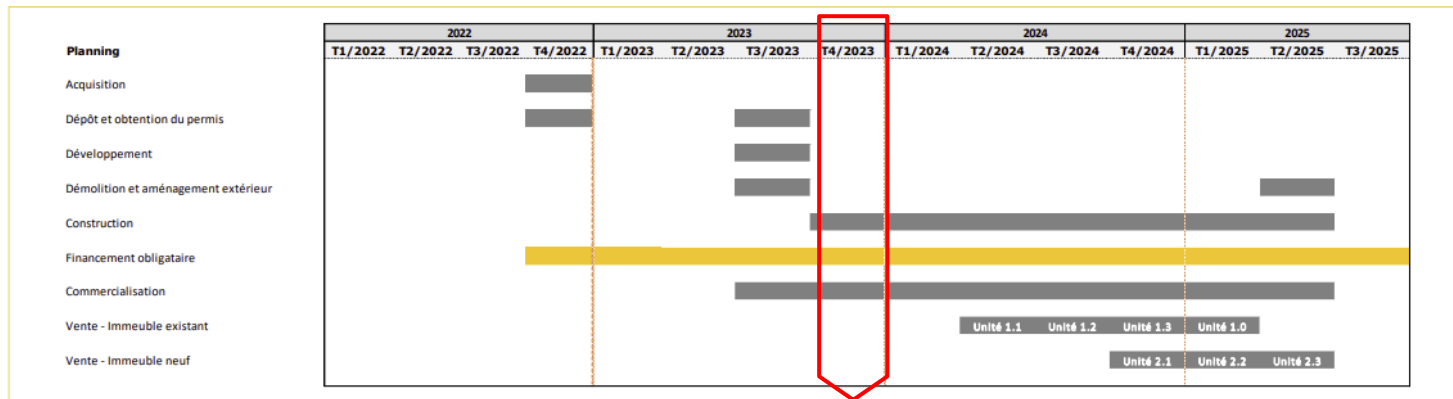 2022 2023 2024 2025
Planning T1/2022 T2/2022 T3/2022 T4/2022 T1/2023 T2/2023 T3/2023 T4/2023 T1/2024 T2/2024 T3/2024 T4/2024 T1/2025 T2/2025 T3/2025
Acquisition
Dépôt et obtention du permis
Développement
Démolition et aménagement extérieur
Construction
Financement obligataire
Commercialisation
Vente - Immeuble existant Unité 1.1 Unité 1.2 Unité 1.3 Unité 1.0
Vente - Immeuble neuf Unité 2.1 Unité 2.2 Unité 2.3